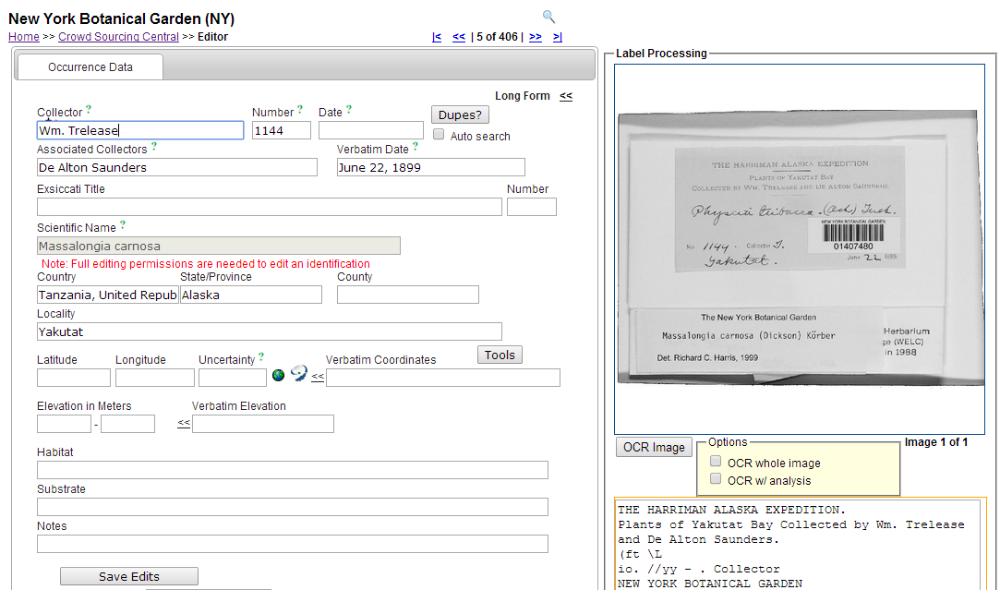 New York Botanical Garden (NY)
Home >> Crowd Sourcing Central >> Editor
|< << | 5 of 406 | >> >|
Occurrence Data
Long Form <<
Collector ? Number ? Date ?
Wm. Trelease 1144 Dupes?
Auto search
Associated Collectors ? Verbatim Date ?
De Alton Saunders June 22, 1899
Exsiccati Title Number
Scientific Name ?
Massalongia carnosa
Note: Full editing permissions are needed to edit an identification
Country State/Province County
Tanzania, United Repub Alaska
Locality
Yakutat
Latitude Longitude Uncertainty ? Verbatim Coordinates Tools
<<
Elevation in Meters Verbatim Elevation
- <<
Habitat
Substrate
Notes
Save Edits
Label Processing
THE HARRIMAN ALASKA EXPEDITION.
PLANTS OF YAKUTAT BAY
COLLECTED BY WM. TRELEASE AND DE ALTON SAUNDERS.
Physcia tribacea. (Ach) Tuck.
NEW YORK BOTANICAL GARDEN
01407480
No. 1144. Collector T.
June 22 1899.
Yakutat.
The New York Botanical Garden
Massalongia carnosa (Dickson) Körber
Det. Richard C. Harris, 1999
Herbarium
ge (WELC)
in 1988
OCR Image
Options
OCR whole image
OCR w/ analysis
Image 1 of 1
THE HARRIMAN ALASKA EXPEDITION.
Plants of Yakutat Bay Collected by Wm. Trelease
and De Alton Saunders.
(ft \L
io. //yy - . Collector
NEW YORK BOTANICAL GARDEN